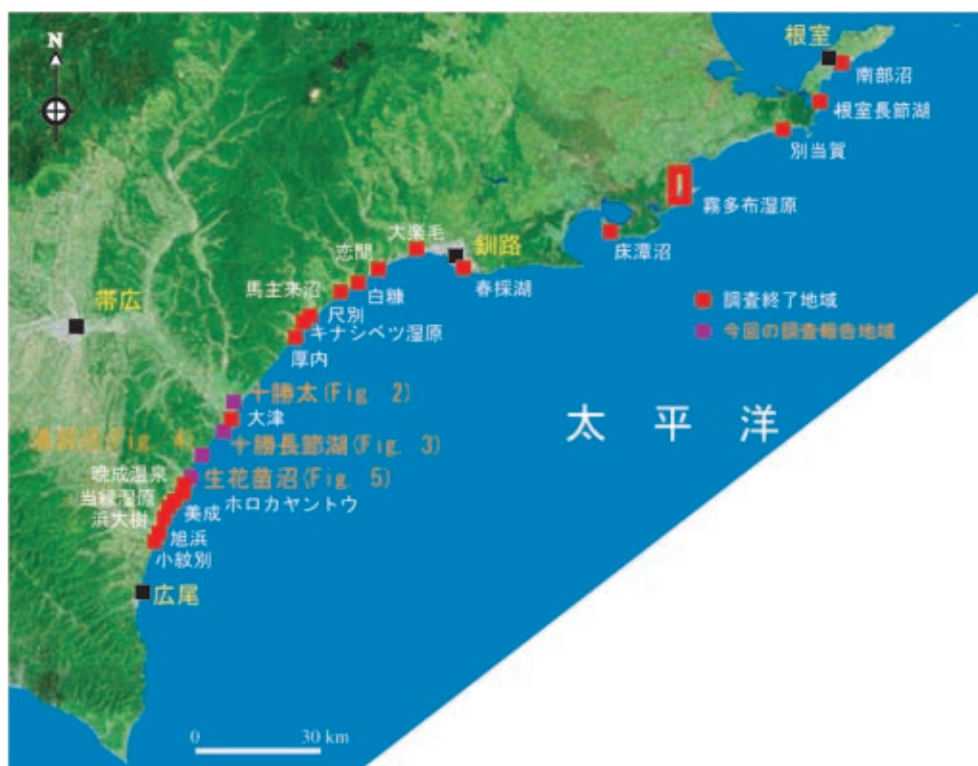 N
根室
南部沼
根室長節湖
別当賀
霧多布湿原
床潭沼
大楽毛
釧路
春採湖
恋問
白糠
馬主来沼
尺別
キナシベツ湿原
厚内
帯広
調査終了地域
今回の調査報告地域
十勝太(Fig. 2)
大津
十勝長節湖(Fig. 3)
(Fig. 4)
太平洋
晩成温泉
生花苗沼(Fig. 5)
当縁湿原
ホロカヤントウ
浜大樹
美成
旭浜
小紋別
広尾
0 30 km